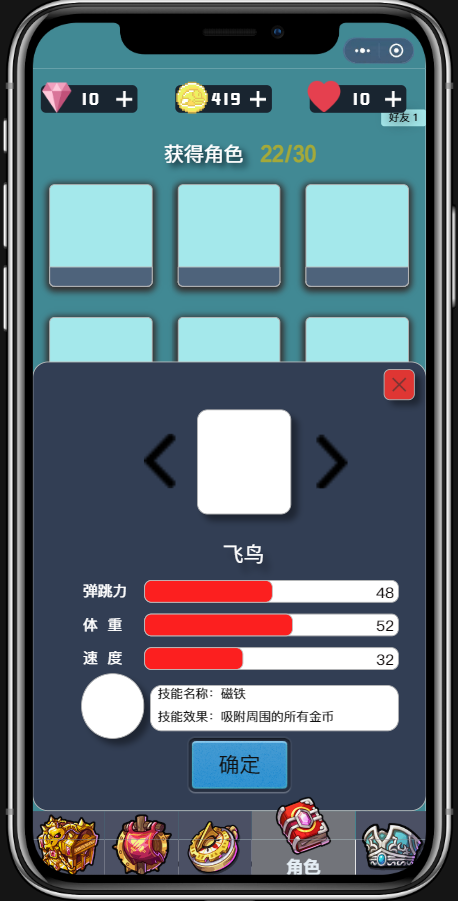 10
419
10
好友 1
获得角色 22/30
飞鸟
弹跳力 48
体 重 52
速 度 32
技能名称：磁铁
技能效果：吸附周围的所有金币
确定
角色